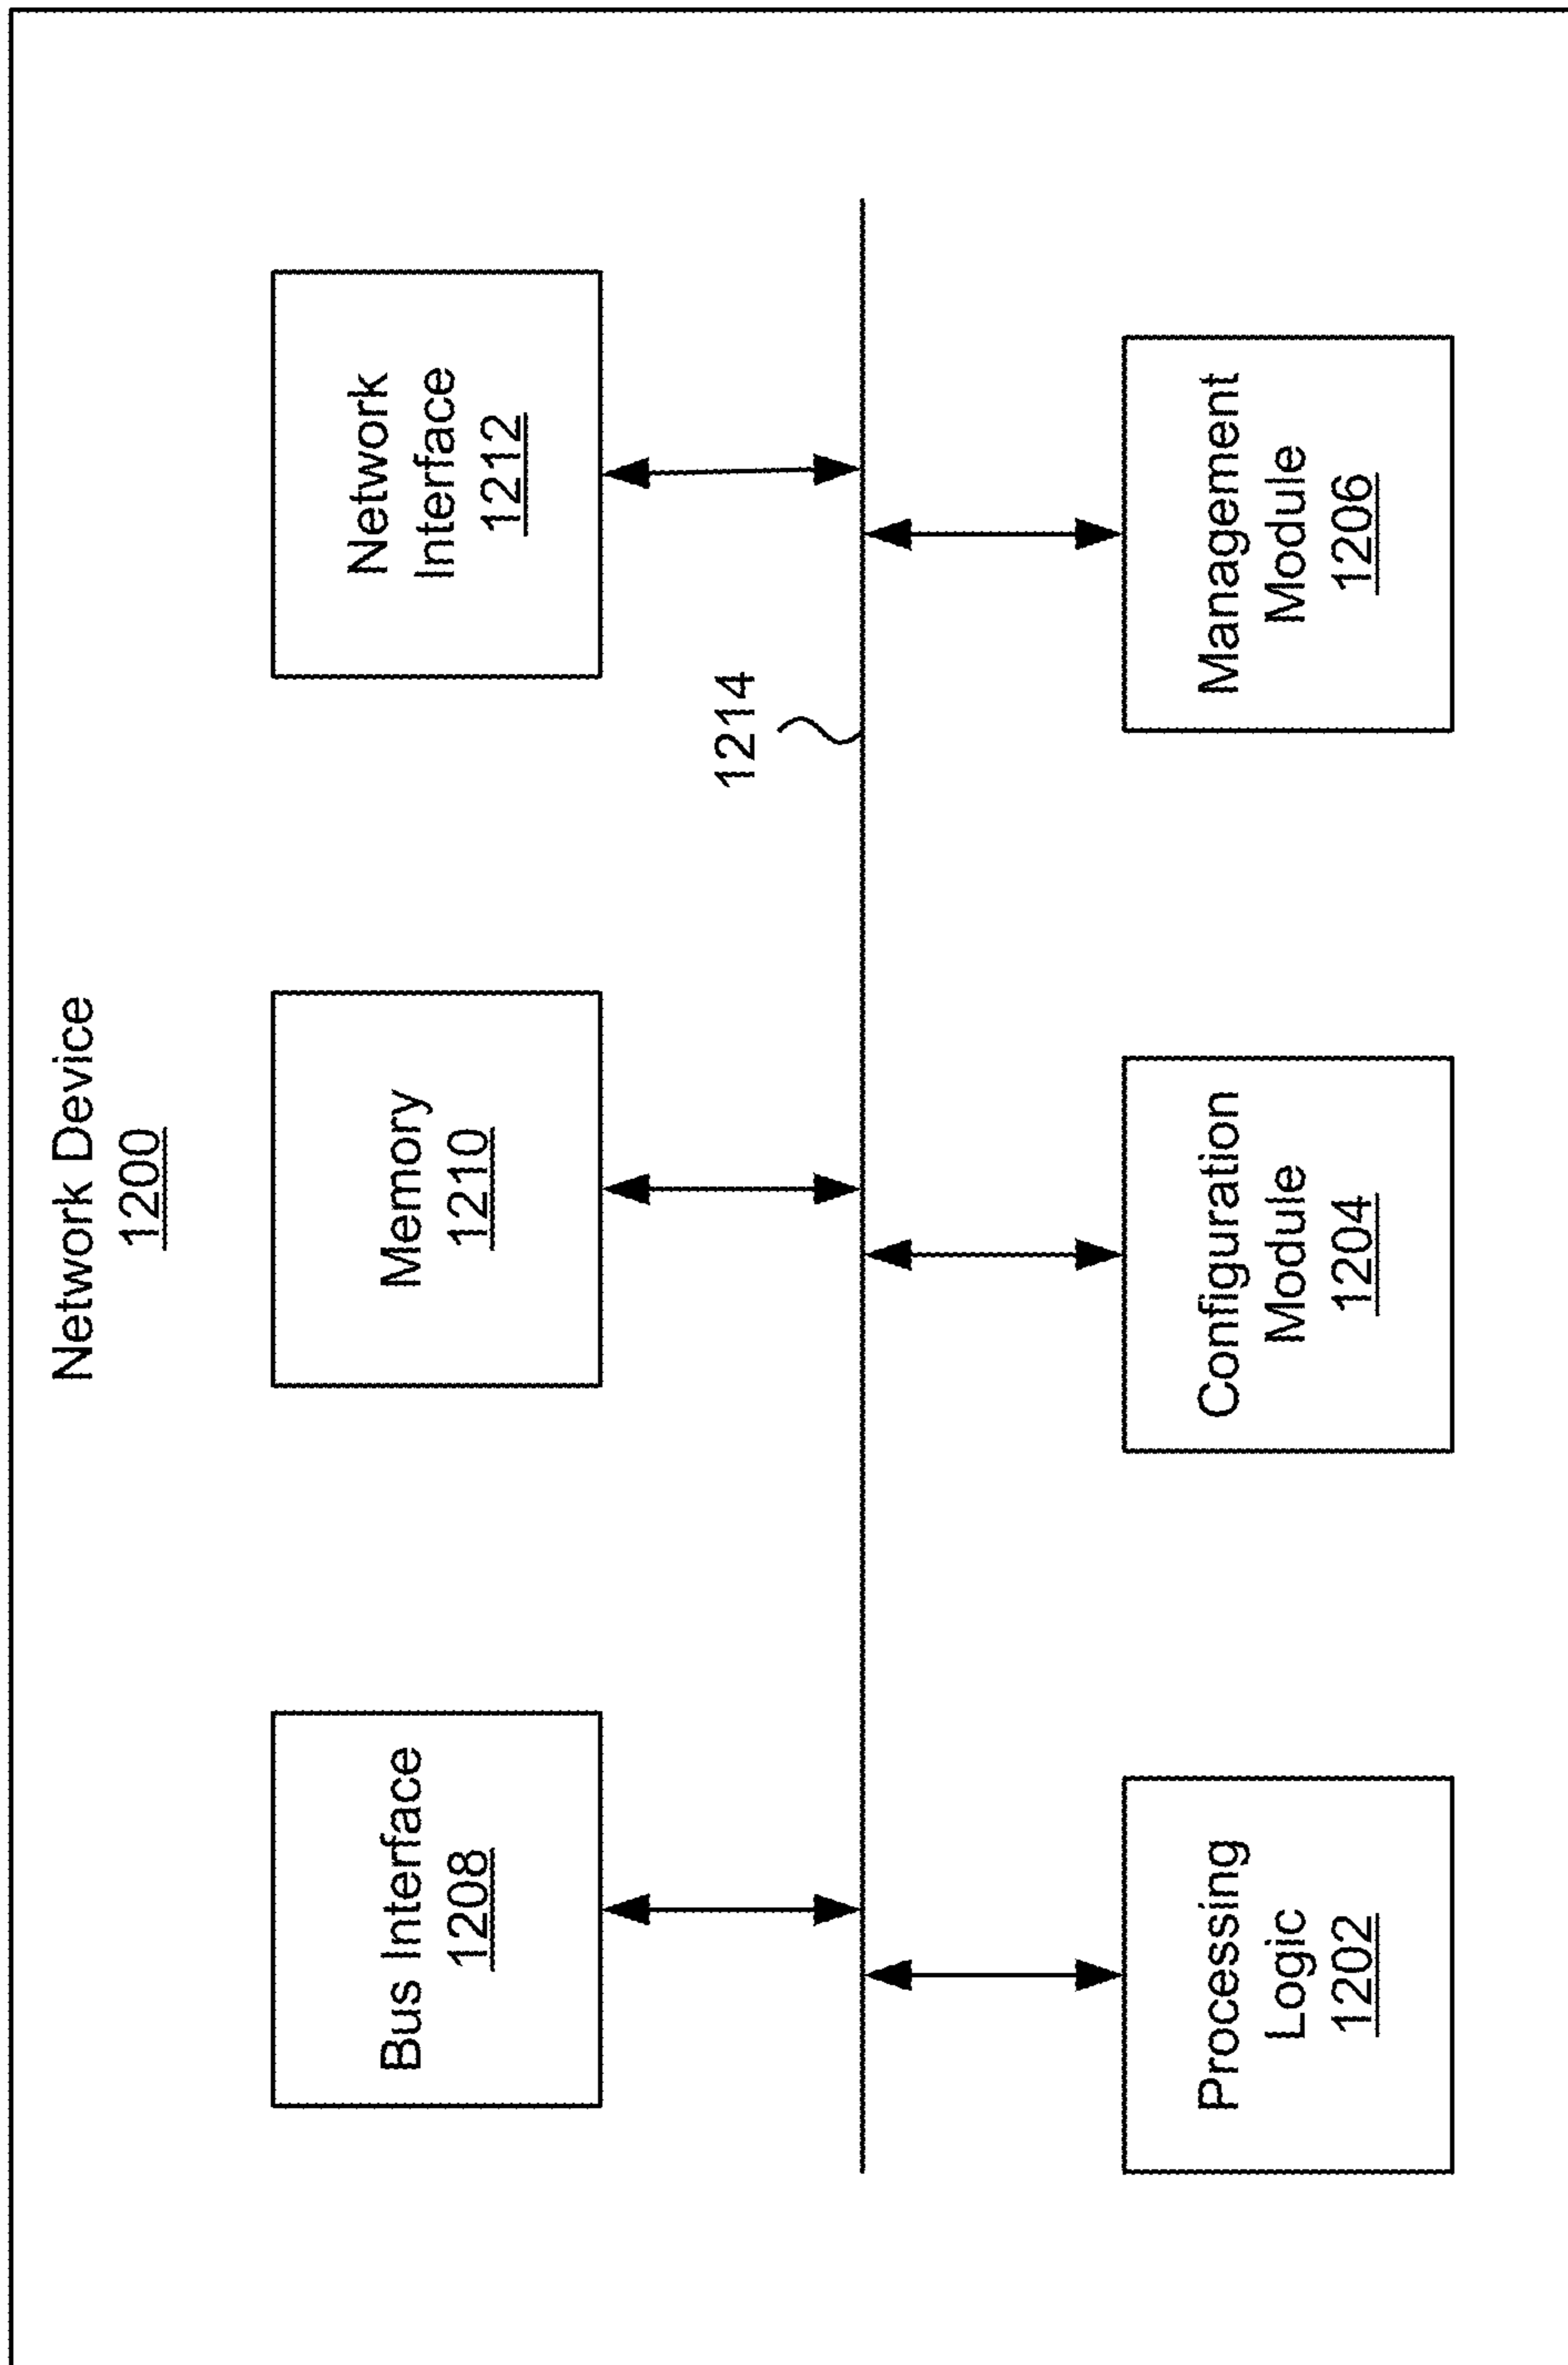 Network Device
1200
Bus Interface
1208
Memory
1210
Network
Interface
1212
1214
Processing
Logic
1202
Configuration
Module
1204
Management
Module
1206